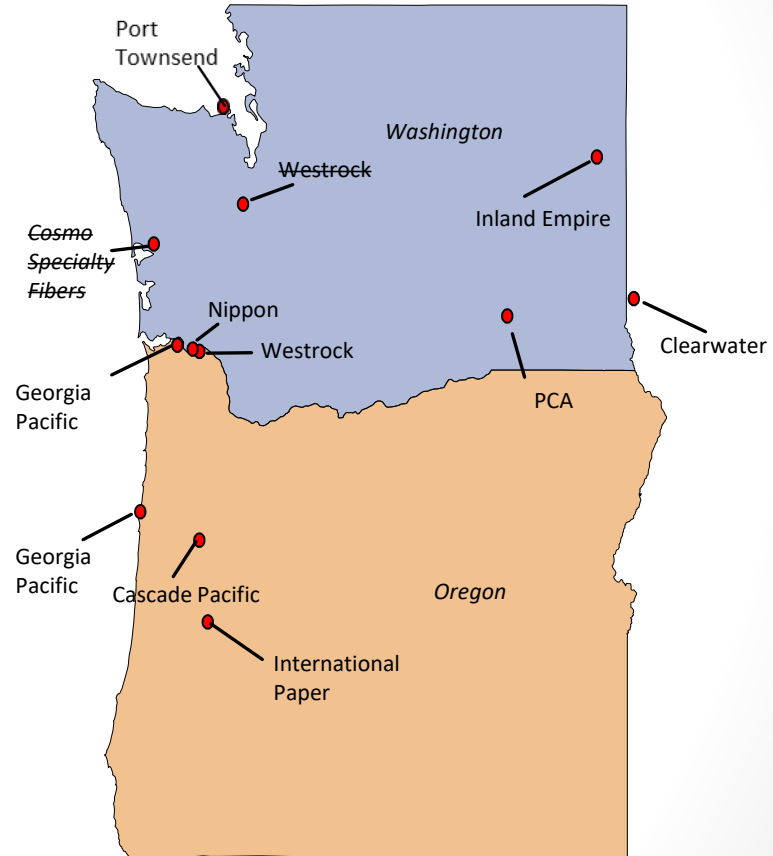 Port
Townsend
Washington
Westrock
Inland Empire
Cosmo
Specialty
Fibers
Nippon
Westrock
Clearwater
Georgia
Pacific
PCA
Georgia
Pacific
Cascade Pacific
Oregon
International
Paper